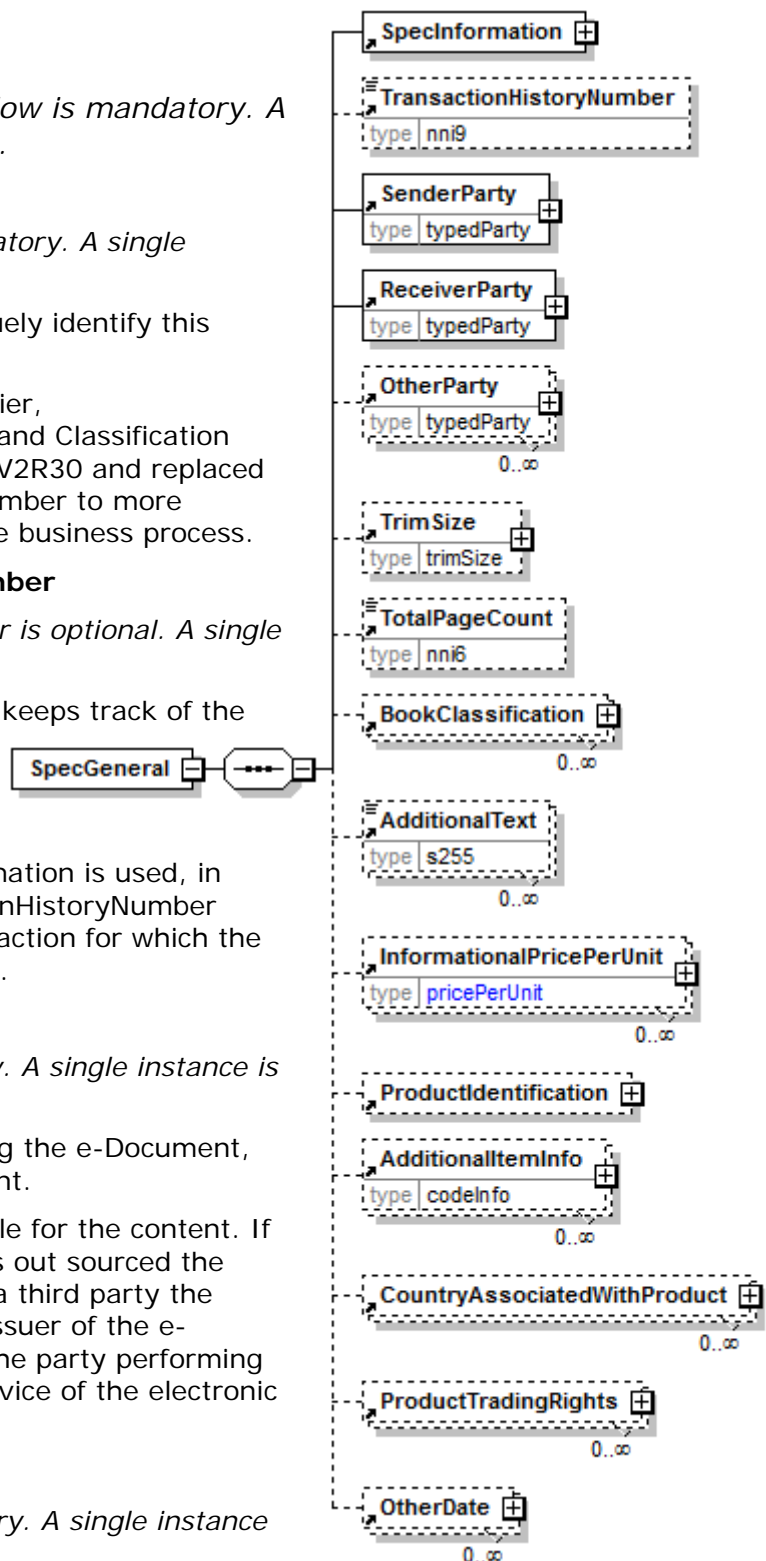 low is mandatory. A
.
atory. A single
uely identify this
ier,
and Classification
V2R30 and replaced
mber to more
e business process.
nber
r is optional. A single
keeps track of the
nation is used, in
nHistoryNumber
action for which the
.
y. A single instance is
g the e-Document,
nt.
le for the content. If
s out sourced the
a third party the
ssuer of the e-
he party performing
vice of the electronic
ry. A single instance
SpecGeneral
SpecInformation
TransactionHistoryNumber
type nni9
SenderParty
type typedParty
ReceiverParty
type typedParty
OtherParty
type typedParty
0..∞
TrimSize
type trimSize
TotalPageCount
type nni6
BookClassification
0..∞
AdditionalText
type s255
0..∞
InformationalPricePerUnit
type pricePerUnit
0..∞
ProductIdentification
AdditionalItemInfo
type codeInfo
0..∞
CountryAssociatedWithProduct
0..∞
ProductTradingRights
0..∞
OtherDate
0..∞